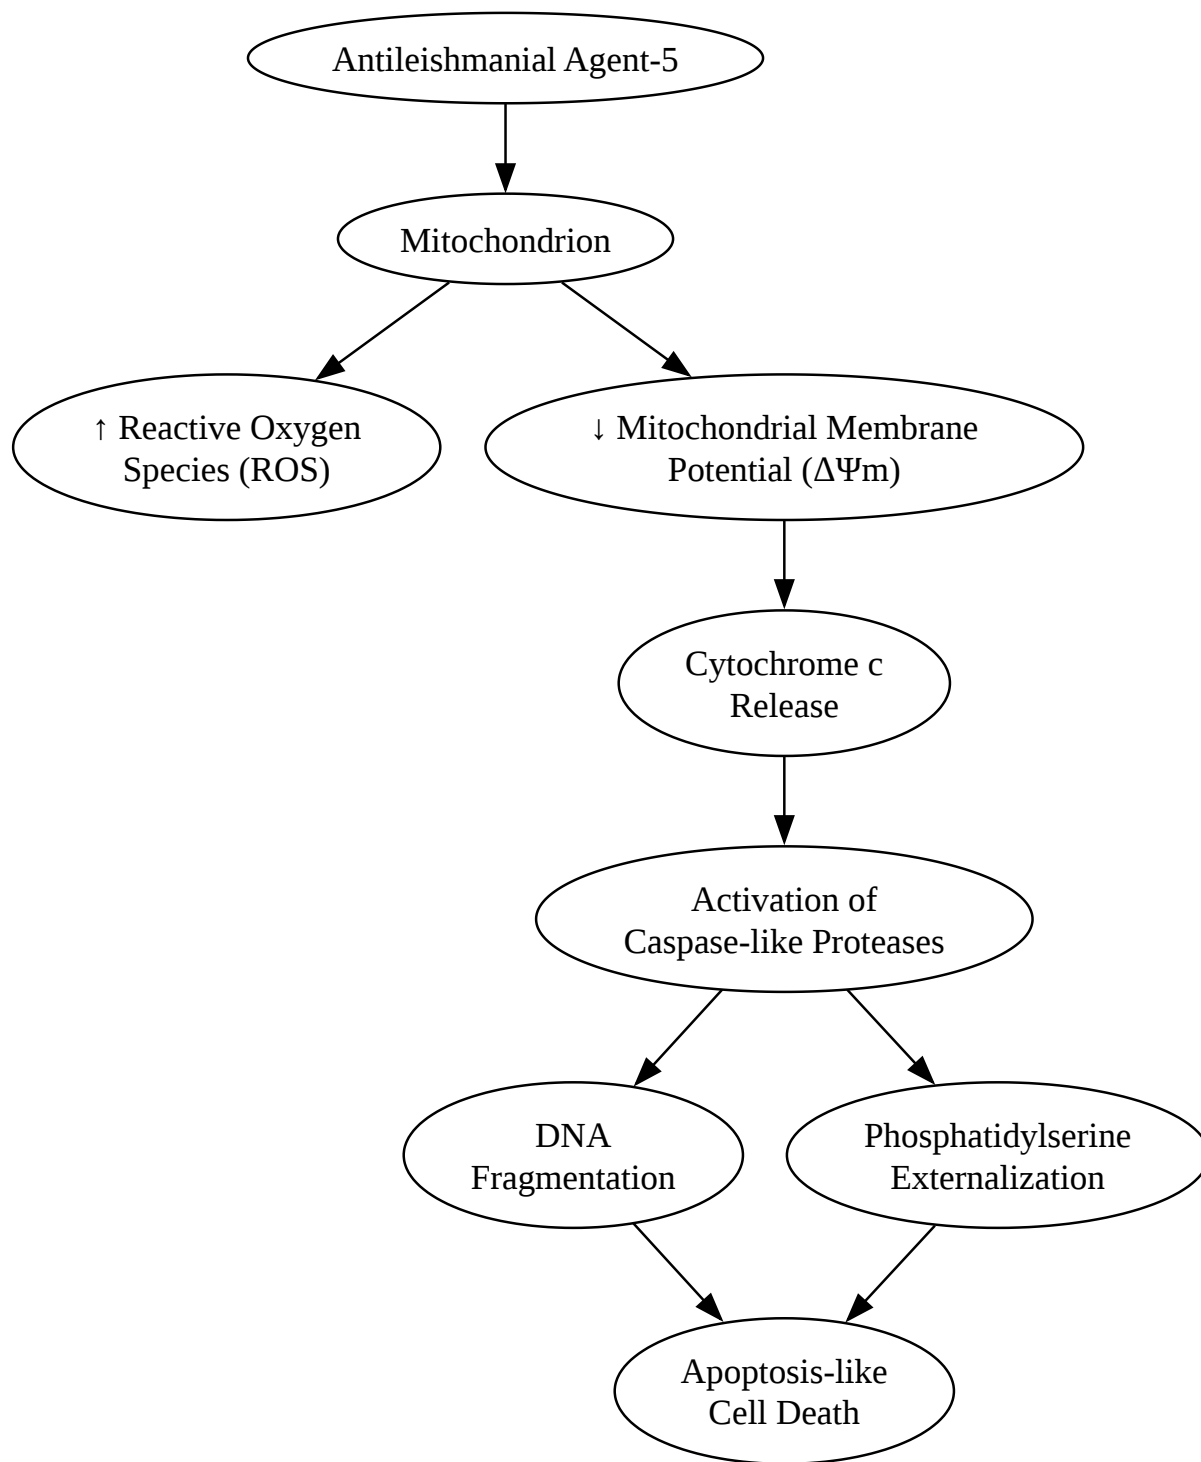 Antileishmanial Agent-5
Mitochondrion
↑ Reactive Oxygen
Species (ROS)
↓ Mitochondrial Membrane
Potential (ΔΨm)
Cytochrome c
Release
Activation of
Caspase-like Proteases
DNA
Fragmentation
Phosphatidylserine
Externalization
Apoptosis-like
Cell Death